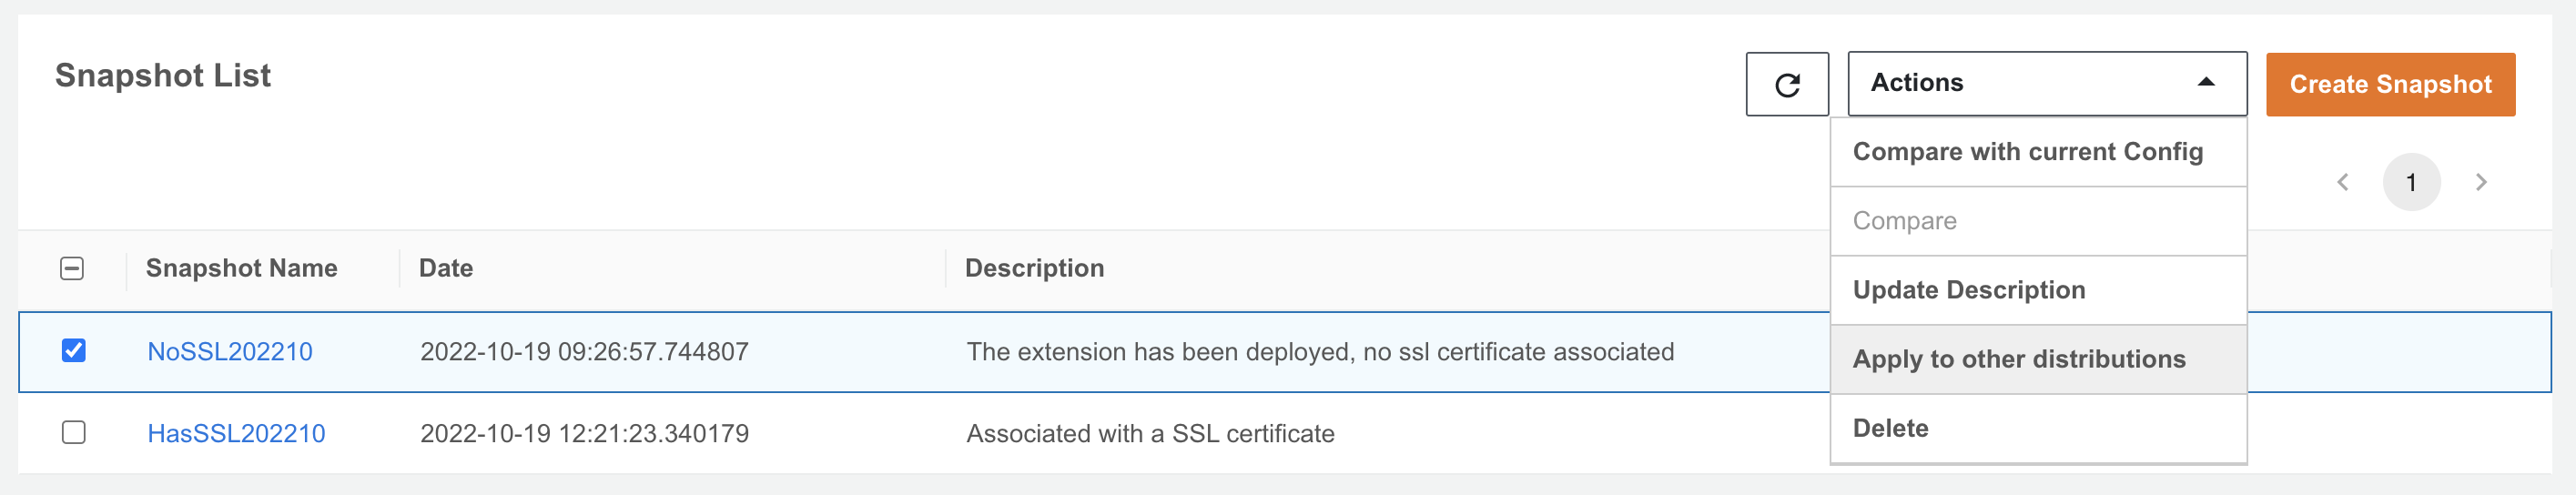 Snapshot List
Actions
Create Snapshot
Compare with current Config
Compare
Update Description
Apply to other distributions
Delete
1
Snapshot Name Date Description
NoSSL202210 2022-10-19 09:26:57.744807 The extension has been deployed, no ssl certificate associated
HasSSL202210 2022-10-19 12:21:23.340179 Associated with a SSL certificate